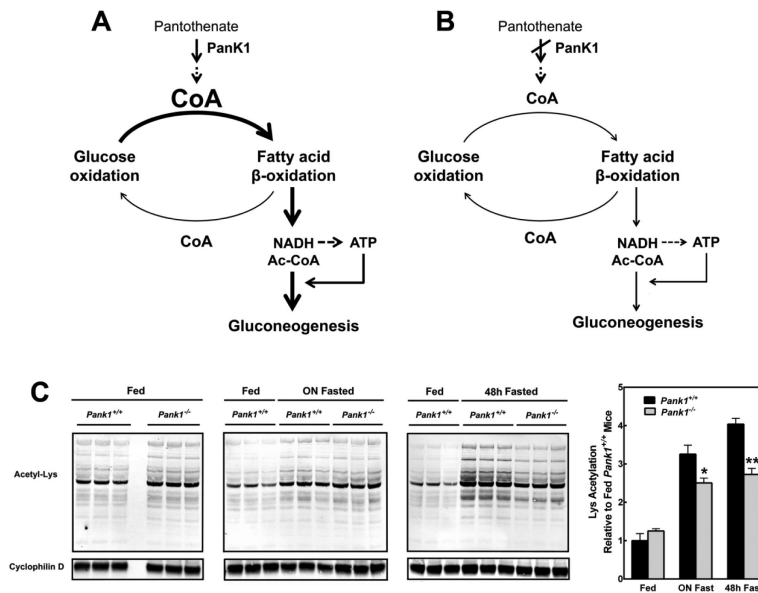 A
Pantothenate
PanK1
CoA
Glucose
oxidation
Fatty acid
β-oxidation
CoA
NADH
ATP
Ac-CoA
Gluconeogenesis
B
Pantothenate
PanK1
CoA
Glucose
oxidation
Fatty acid
β-oxidation
CoA
NADH
ATP
Ac-CoA
Gluconeogenesis
C
Fed
Pank1+/+ Pank1-/-
Fed ON Fasted
Pank1+/+ Pank1+/+ Pank1-/-
Fed 48h Fasted
Pank1+/+ Pank1+/+ Pank1-/-
Acetyl-Lys
Cyclophilin D
Lys Acetylation
Relative to Fed Pank1+/+ Mice
5
4
3
2
1
0
Pank1+/+
Pank1-/-
*
**
Fed ON Fast 48h Fas